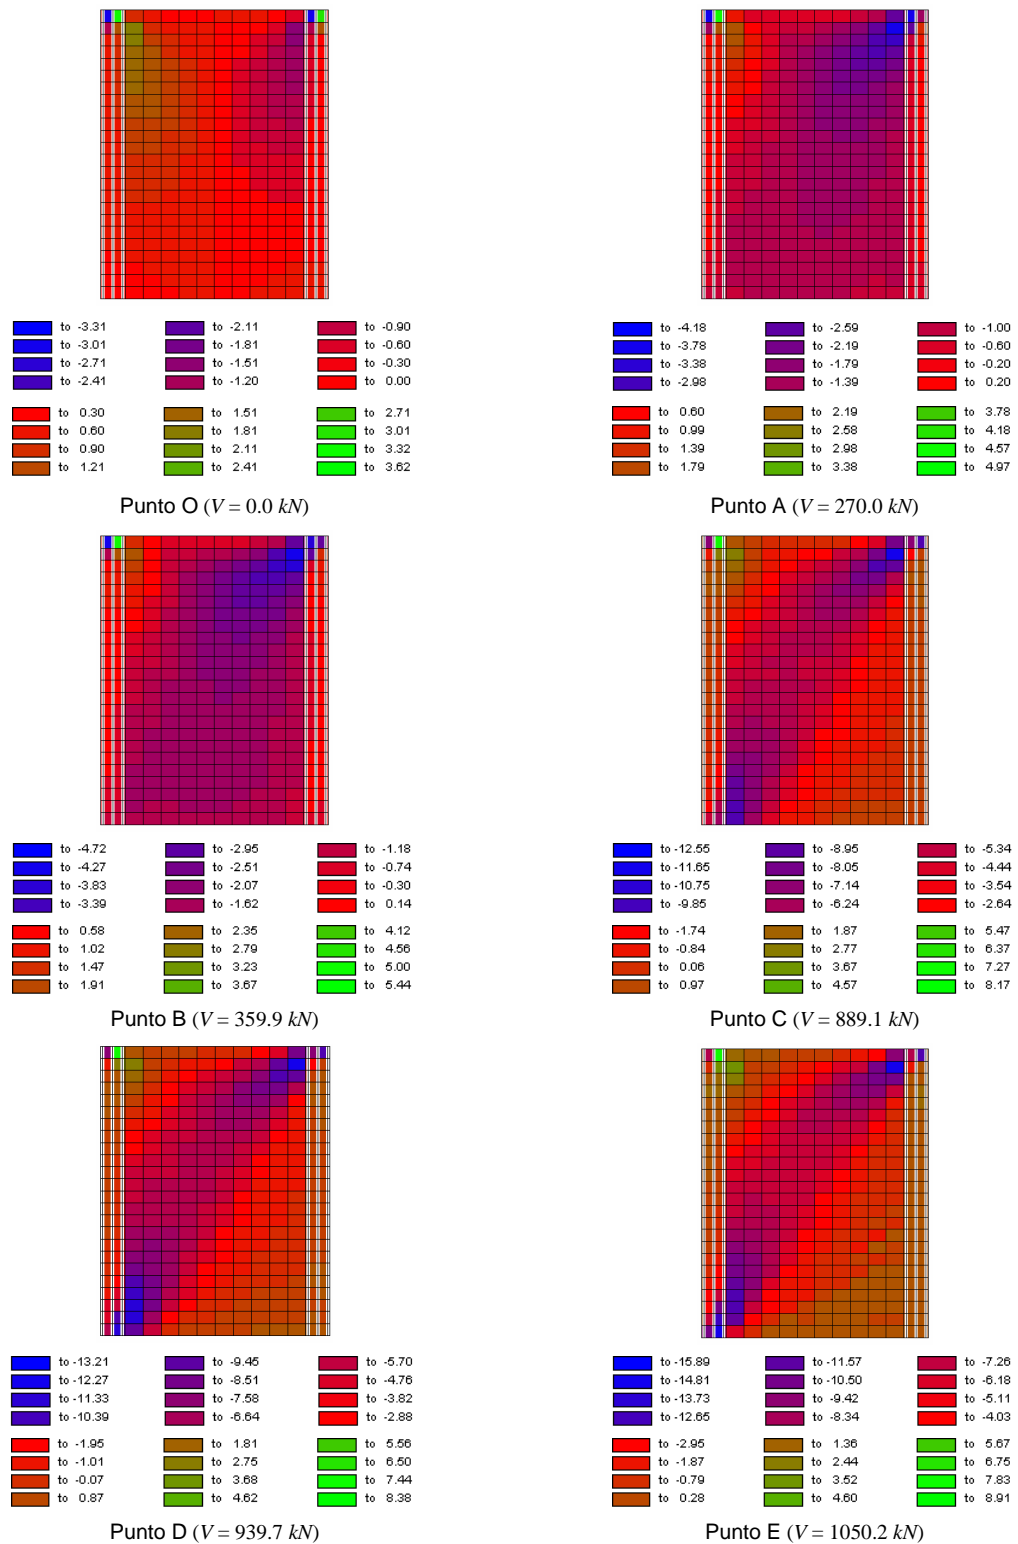 to -3.31 to -2.11 to -0.90
to -3.01 to -1.81 to -0.60
to -2.71 to -1.51 to -0.30
to -2.41 to -1.20 to 0.00
to 0.30 to 1.51 to 2.71
to 0.60 to 1.81 to 3.01
to 0.90 to 2.11 to 3.32
to 1.21 to 2.41 to 3.62
Punto O (V = 0.0 kN)
to -4.18 to -2.59 to -1.00
to -3.78 to -2.19 to -0.60
to -3.38 to -1.79 to -0.20
to -2.98 to -1.39 to 0.20
to 0.60 to 2.19 to 3.78
to 0.99 to 2.58 to 4.18
to 1.39 to 2.98 to 4.57
to 1.79 to 3.38 to 4.97
Punto A (V = 270.0 kN)
to -4.72 to -2.95 to -1.18
to -4.27 to -2.51 to -0.74
to -3.83 to -2.07 to -0.30
to -3.39 to -1.62 to 0.14
to 0.58 to 2.35 to 4.12
to 1.02 to 2.79 to 4.56
to 1.47 to 3.23 to 5.00
to 1.91 to 3.67 to 5.44
Punto B (V = 359.9 kN)
to -12.55 to -8.95 to -5.34
to -11.65 to -8.05 to -4.44
to -10.75 to -7.14 to -3.54
to -9.85 to -6.24 to -2.64
to -1.74 to 1.87 to 5.47
to -0.84 to 2.77 to 6.37
to 0.06 to 3.67 to 7.27
to 0.97 to 4.57 to 8.17
Punto C (V = 889.1 kN)
to -13.21 to -9.45 to -5.70
to -12.27 to -8.51 to -4.76
to -11.33 to -7.58 to -3.82
to -10.39 to -6.64 to -2.88
to -1.95 to 1.81 to 5.56
to -1.01 to 2.75 to 6.50
to -0.07 to 3.68 to 7.44
to 0.87 to 4.62 to 8.38
Punto D (V = 939.7 kN)
to -15.89 to -11.57 to -7.26
to -14.81 to -10.50 to -6.18
to -13.73 to -9.42 to -5.11
to -12.65 to -8.34 to -4.03
to -2.95 to 1.36 to 5.67
to -1.87 to 2.44 to 6.75
to -0.79 to 3.52 to 7.83
to 0.28 to 4.60 to 8.91
Punto E (V = 1050.2 kN)